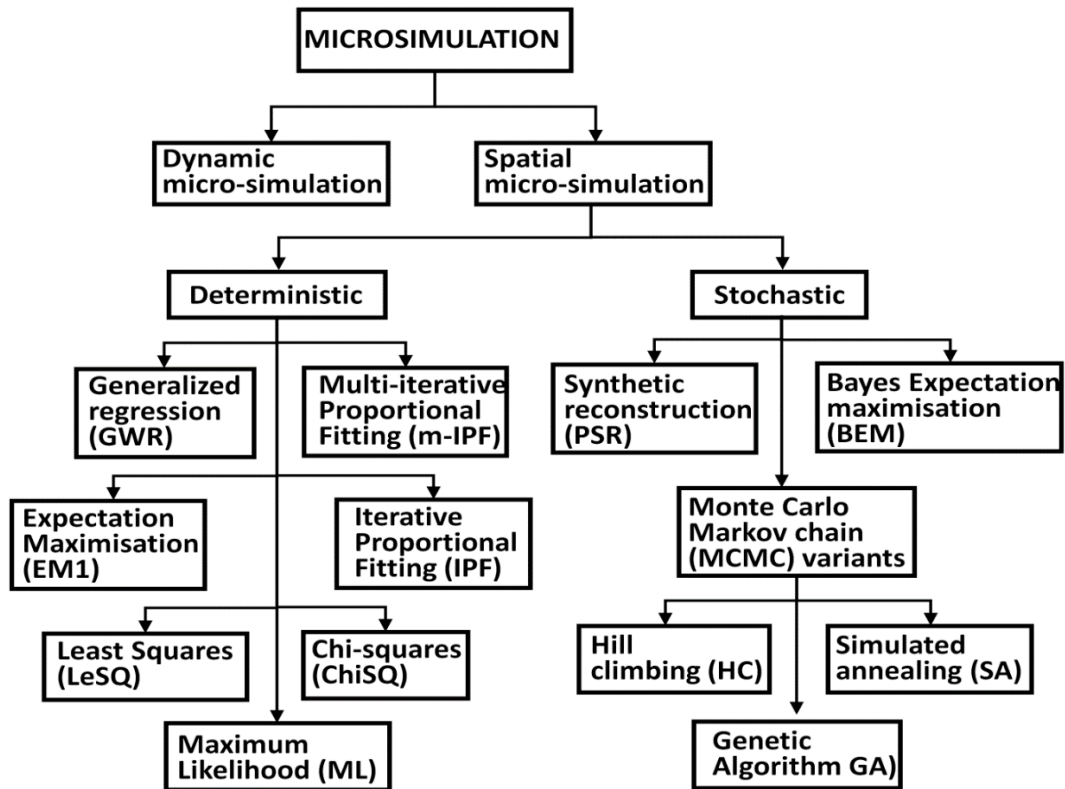 MICROSIMULATION
Dynamic
micro-simulation
Spatial
micro-simulation
Deterministic
Stochastic
Generalized
regression
(GWR)
Multi-iterative
Proportional
Fitting (m-IPF)
Synthetic
reconstruction
(PSR)
Bayes Expectation
maximisation
(BEM)
Expectation
Maximisation
(EM1)
Iterative
Proportional
Fitting (IPF)
Monte Carlo
Markov chain
(MCMC) variants
Least Squares
(LeSQ)
Chi-squares
(ChiSQ)
Hill
climbing (HC)
Simulated
annealing (SA)
Maximum
Likelihood (ML)
Genetic
Algorithm GA)